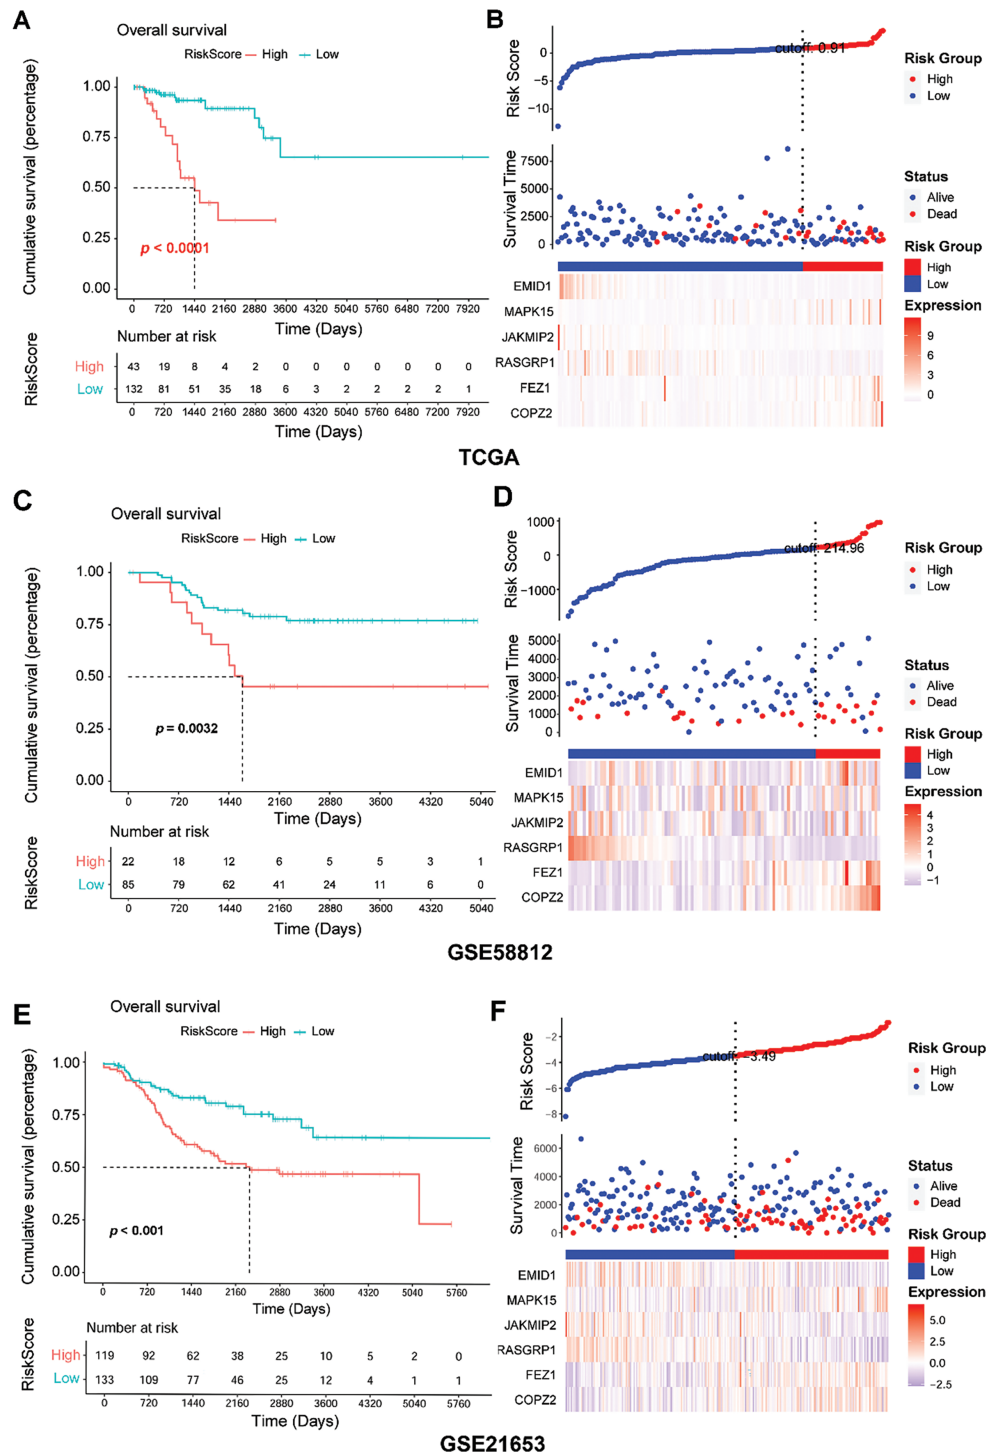 A
Overall survival
RiskScore High Low
Cumulative survival (percentage)
1.00
0.75
0.50
0.25
0.00
p < 0.0001
0 720 1440 2160 2880 3600 4320 5040 5760 6480 7200 7920
Time (Days)
Number at risk
RiskScore
High 43 19 8 4 2 0 0 0 0 0 0 0
Low 132 81 51 35 18 6 3 2 2 2 2 1
0 720 1440 2160 2880 3600 4320 5040 5760 6480 7200 7920
Time (Days)
B
Risk Score
0
−5
−10
cutoff: 0.91
Risk Group
High
Low
Survival Time
7500
5000
2500
0
Status
Alive
Dead
Risk Group
High
Low
EMID1
MAPK15
JAKMIP2
RASGRP1
FEZ1
COPZ2
Expression
9
6
3
0
TCGA
C
Overall survival
RiskScore High Low
Cumulative survival (percentage)
1.00
0.75
0.50
0.25
0.00
p = 0.0032
0 720 1440 2160 2880 3600 4320 5040
Time (Days)
Number at risk
RiskScore
High 22 18 12 6 5 5 3 1
Low 85 79 62 41 24 11 6 0
0 720 1440 2160 2880 3600 4320 5040
Time (Days)
D
Risk Score
1000
0
−1000
cutoff: 214.96
Risk Group
High
Low
Survival Time
5000
4000
3000
2000
1000
0
Status
Alive
Dead
Risk Group
High
Low
EMID1
MAPK15
JAKMIP2
RASGRP1
FEZ1
COPZ2
Expression
4
3
2
1
0
−1
GSE58812
E
Overall survival
RiskScore High Low
Cumulative survival (percentage)
1.00
0.75
0.50
0.25
0.00
p < 0.001
0 720 1440 2160 2880 3600 4320 5760
Time (Days)
Number at risk
RiskScore
High 119 92 62 38 25 10 5 2 0
Low 133 109 77 46 25 12 4 1 1
0 720 1440 2160 2880 3600 4320 5040 5760
Time (Days)
F
Risk Score
−2
−4
−6
−8
cutoff: −3.49
Risk Group
High
Low
Survival Time
6000
4000
2000
0
Status
Alive
Dead
Risk Group
High
Low
EMID1
MAPK15
JAKMIP2
RASGRP1
FEZ1
COPZ2
Expression
5.0
2.5
0.0
−2.5
GSE21653